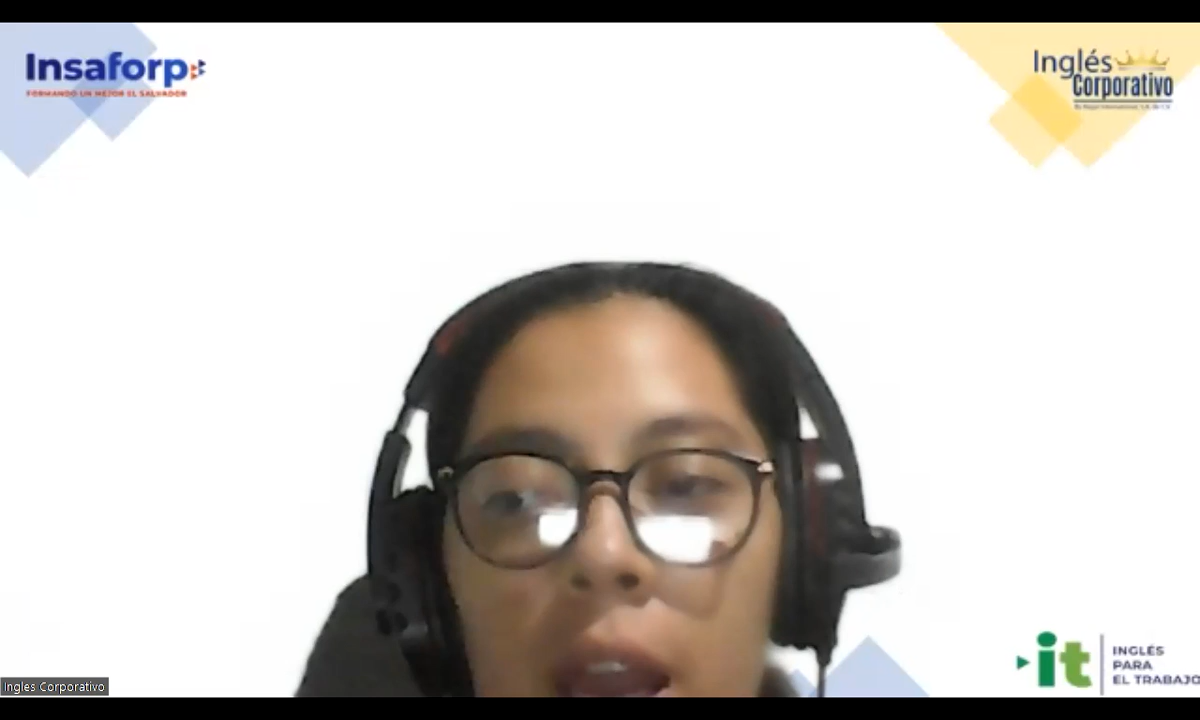 Insaforp
FORMANDO UN MEJOR EL SALVADOR
Inglés
Corporativo
it
INGLÉS
PARA
EL TRABAJO
Ingles Corporativo